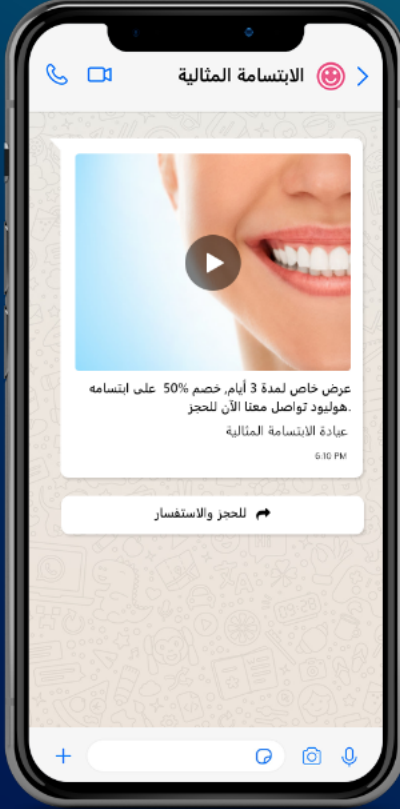 الابتسامة المثالية
عرض خاص لمدة 3 أيام, خصم 50% على ابتسامه
هوليود تواصل معنا الآن للحجز.
عيادة الابتسامة المثالية
6:10 PM
للحجز والاستفسار